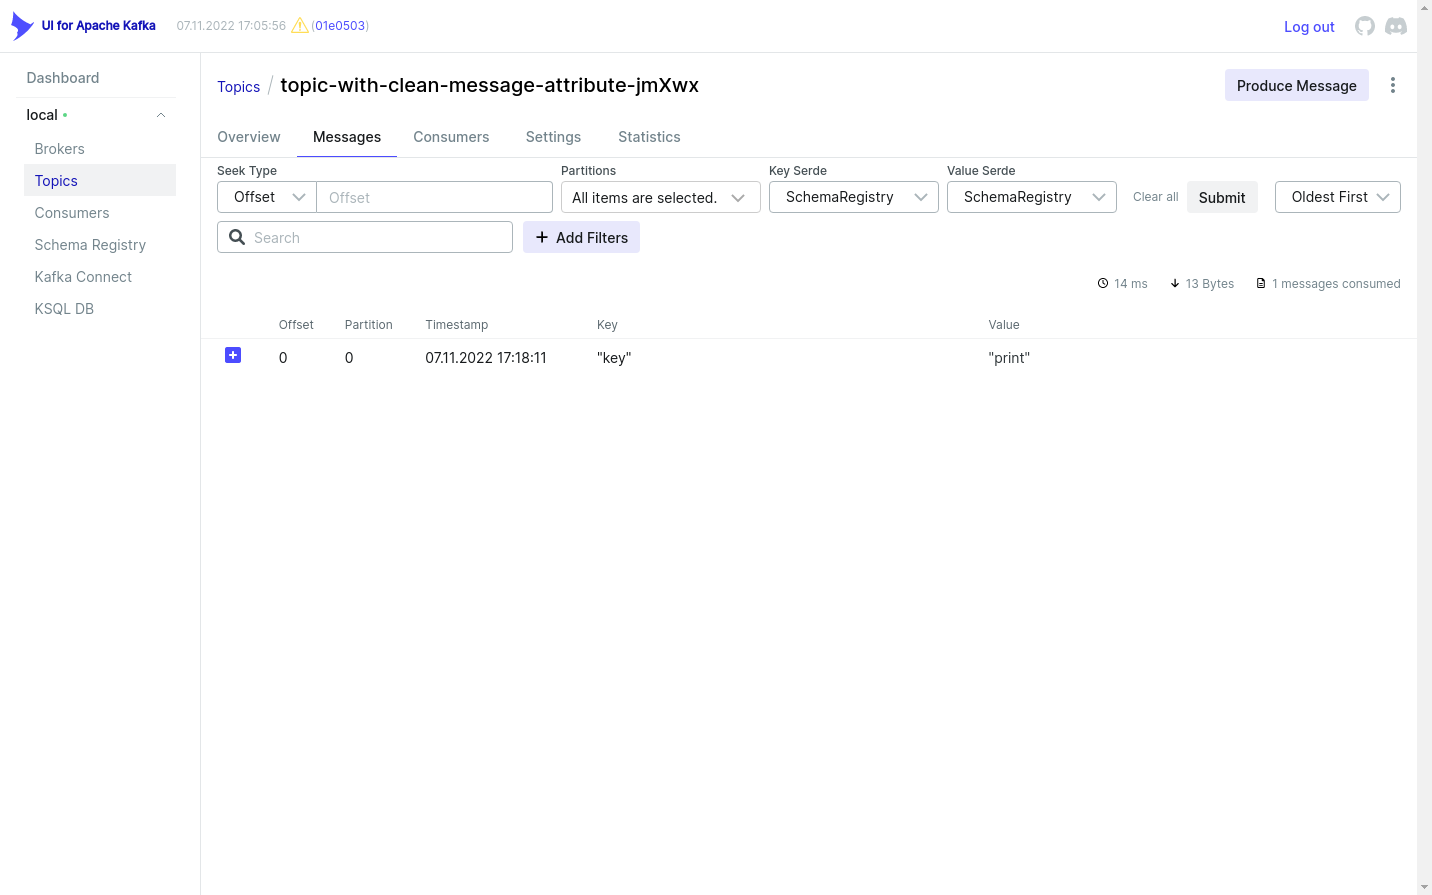 UI for Apache Kafka 07.11.2022 17:05:56 (01e0503) Log out
Dashboard
local
Brokers
Topics
Consumers
Schema Registry
Kafka Connect
KSQL DB
Topics / topic-with-clean-message-attribute-jmXwx Produce Message
Overview Messages Consumers Settings Statistics
Seek Type Partitions Key Serde Value Serde
Offset Offset All items are selected. SchemaRegistry SchemaRegistry Clear all Submit Oldest First
Search Add Filters
14 ms 13 Bytes 1 messages consumed
Offset Partition Timestamp Key Value
0 0 07.11.2022 17:18:11 "key" "print"